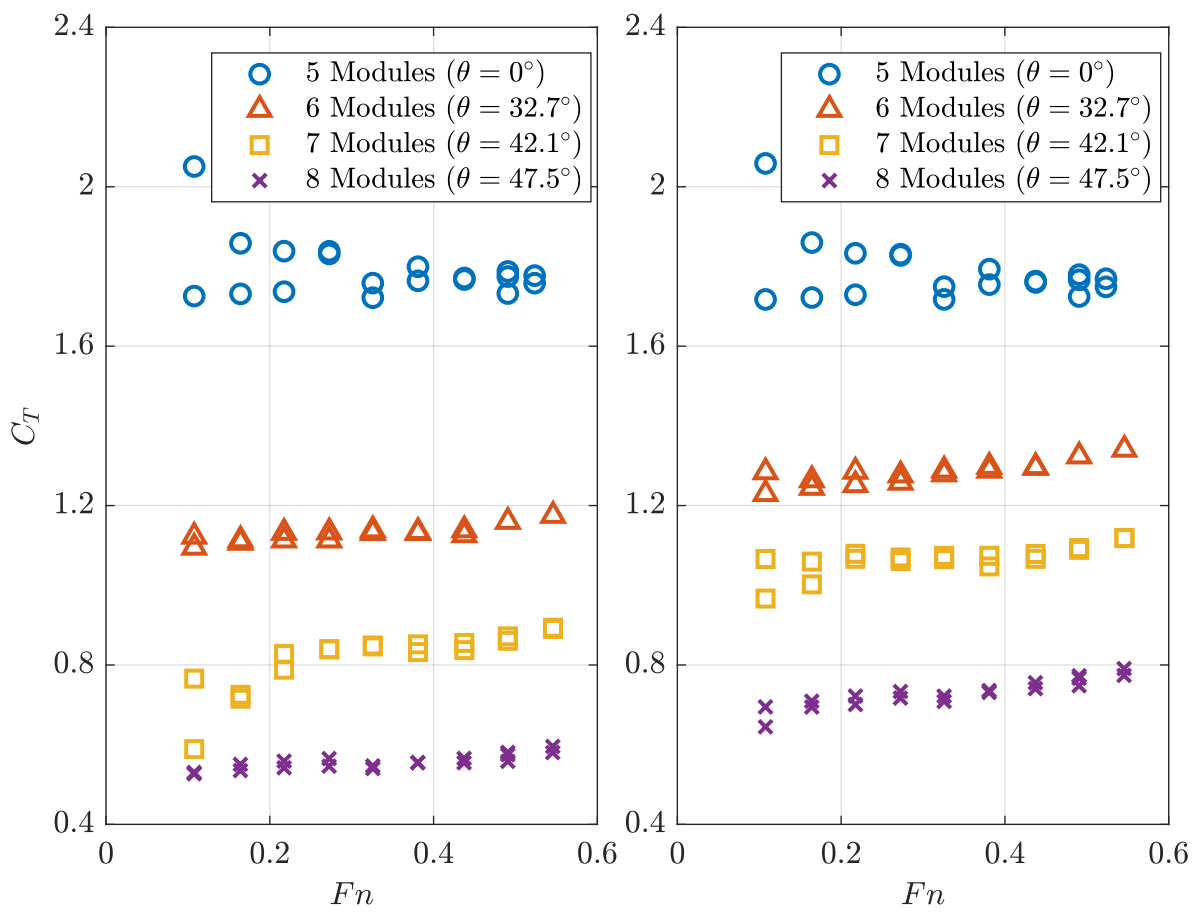 2.4
2
1.6
1.2
0.8
0.4
0
0.2
0.4
0.6
C_T
Fn
5 Modules (θ = 0°)
6 Modules (θ = 32.7°)
7 Modules (θ = 42.1°)
8 Modules (θ = 47.5°)
2.4
2
1.6
1.2
0.8
0.4
0
0.2
0.4
0.6
Fn
5 Modules (θ = 0°)
6 Modules (θ = 32.7°)
7 Modules (θ = 42.1°)
8 Modules (θ = 47.5°)